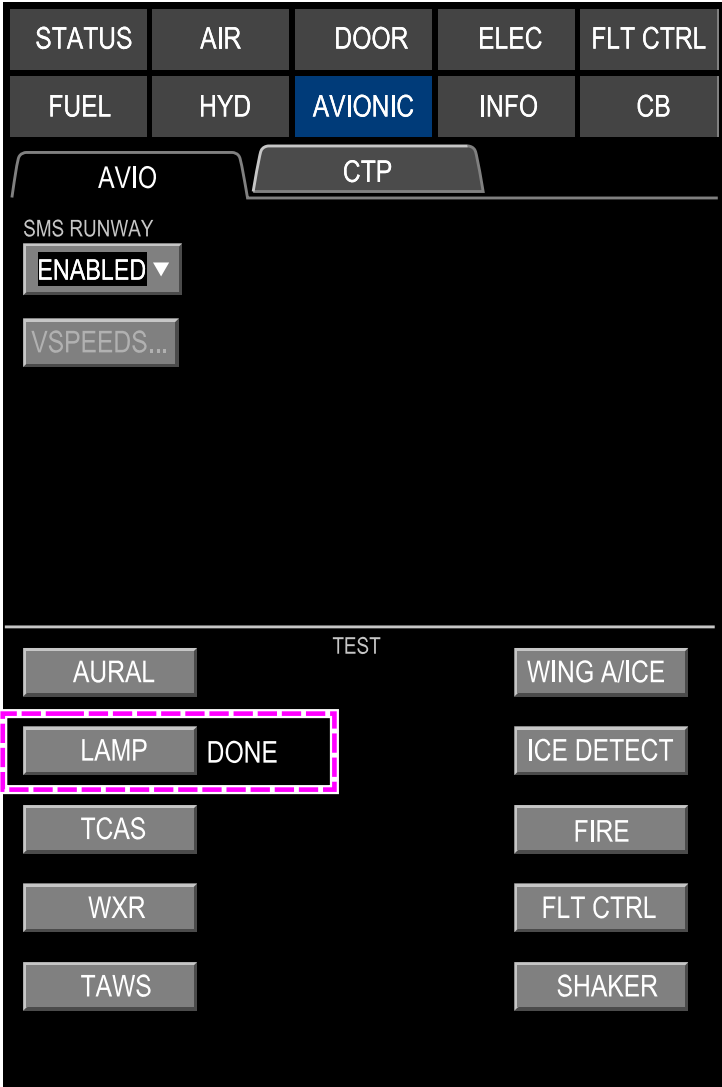 STATUS AIR DOOR ELEC FLT CTRL
FUEL HYD AVIONIC INFO CB
AVIO CTP
SMS RUNWAY
ENABLED
VSPEEDS...
TEST
AURAL WING A/ICE
LAMP DONE ICE DETECT
TCAS FIRE
WXR FLT CTRL
TAWS SHAKER